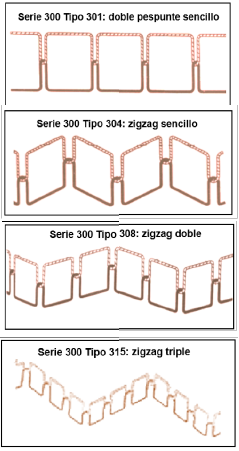 Serie 300 Tipo 301: doble pespunte sencillo
Serie 300 Tipo 304: zigzag sencillo
Serie 300 Tipo 308: zigzag doble
Serie 300 Tipo 315: zigzag triple